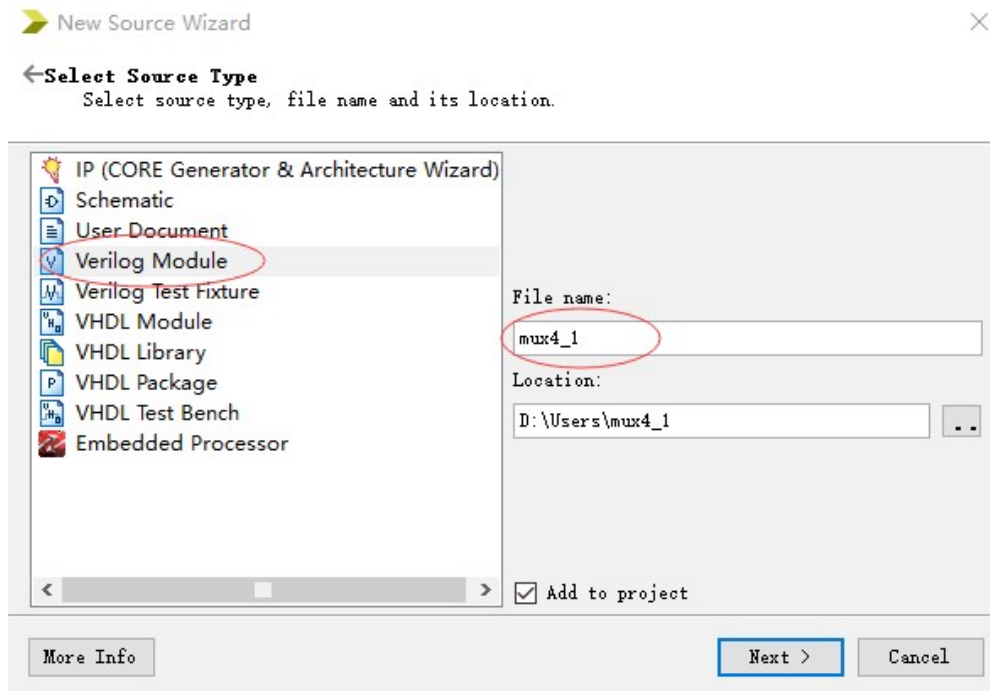 New Source Wizard
Select Source Type
Select source type, file name and its location.
IP (CORE Generator & Architecture Wizard)
Schematic
User Document
Verilog Module
Verilog Test Fixture
VHDL Module
VHDL Library
VHDL Package
VHDL Test Bench
Embedded Processor
File name:
mux4_1
Location:
D:\Users\mux4_1
..
Add to project
More Info
Next >
Cancel